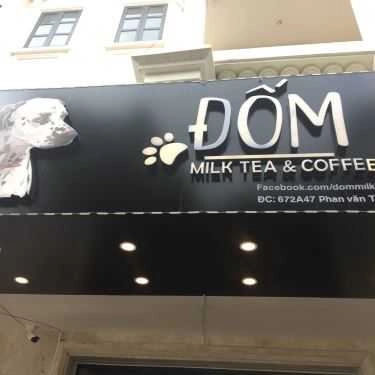 ĐỐM
MILK TEA & COFFEE
Facebook.com/dommilk
ĐC: 672A47 Phan văn T